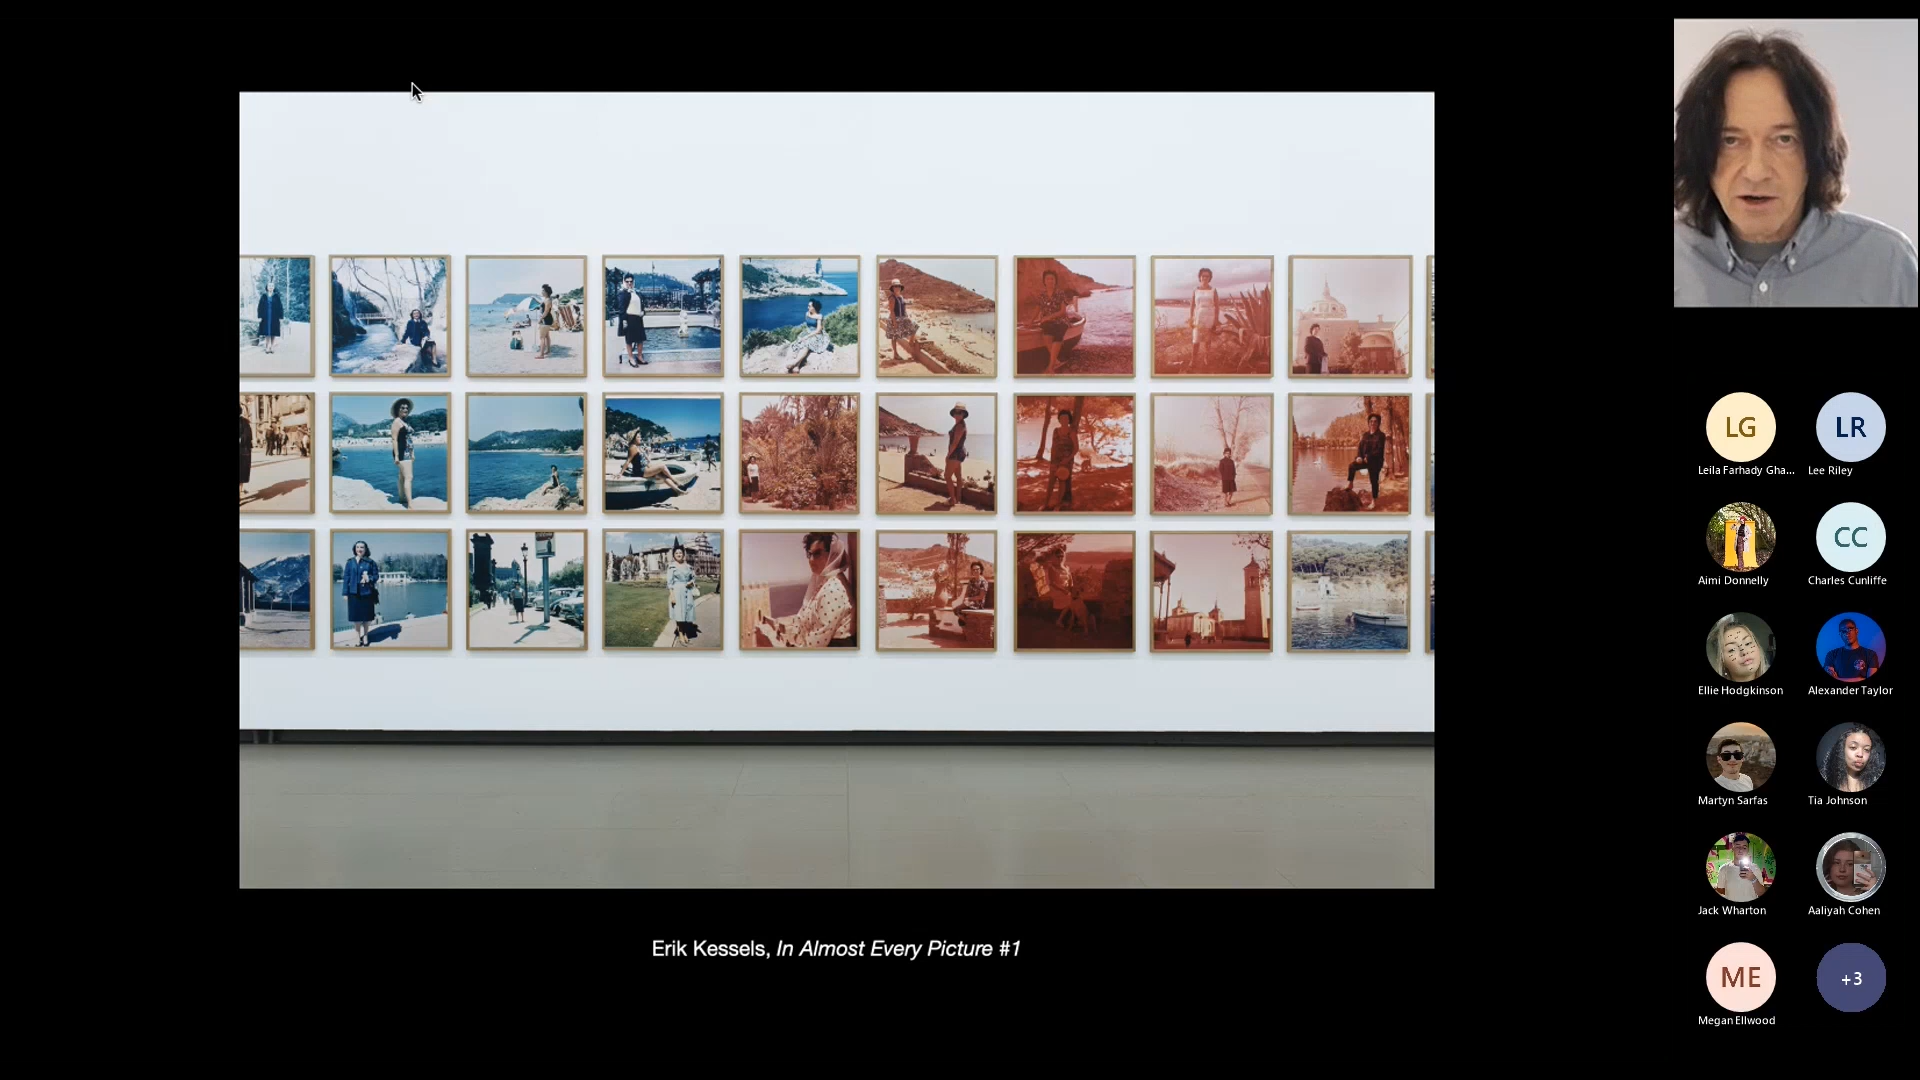 LG
LR
Leila Farhady Gha...
Lee Riley
CC
Aimi Donnelly
Charles Cunliffe
Ellie Hodgkinson
Alexander Taylor
Martyn Sarfas
Tia Johnson
Jack Wharton
Aaliyah Cohen
Erik Kessels, In Almost Every Picture #1
ME
+3
Megan Ellwood